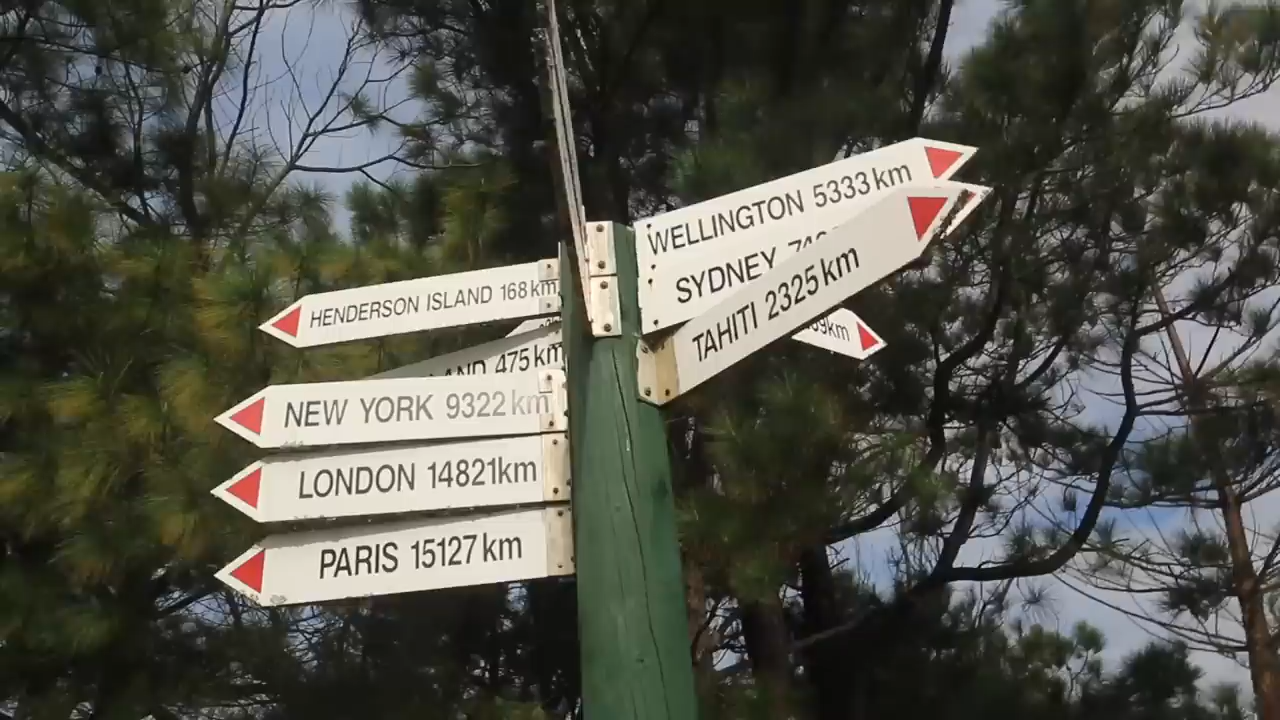 HENDERSON ISLAND 168 km
475 km
NEW YORK 9322 km
LONDON 14821km
PARIS 15127 km
WELLINGTON 5333 km
SYDNEY
TAHITI 2325 km